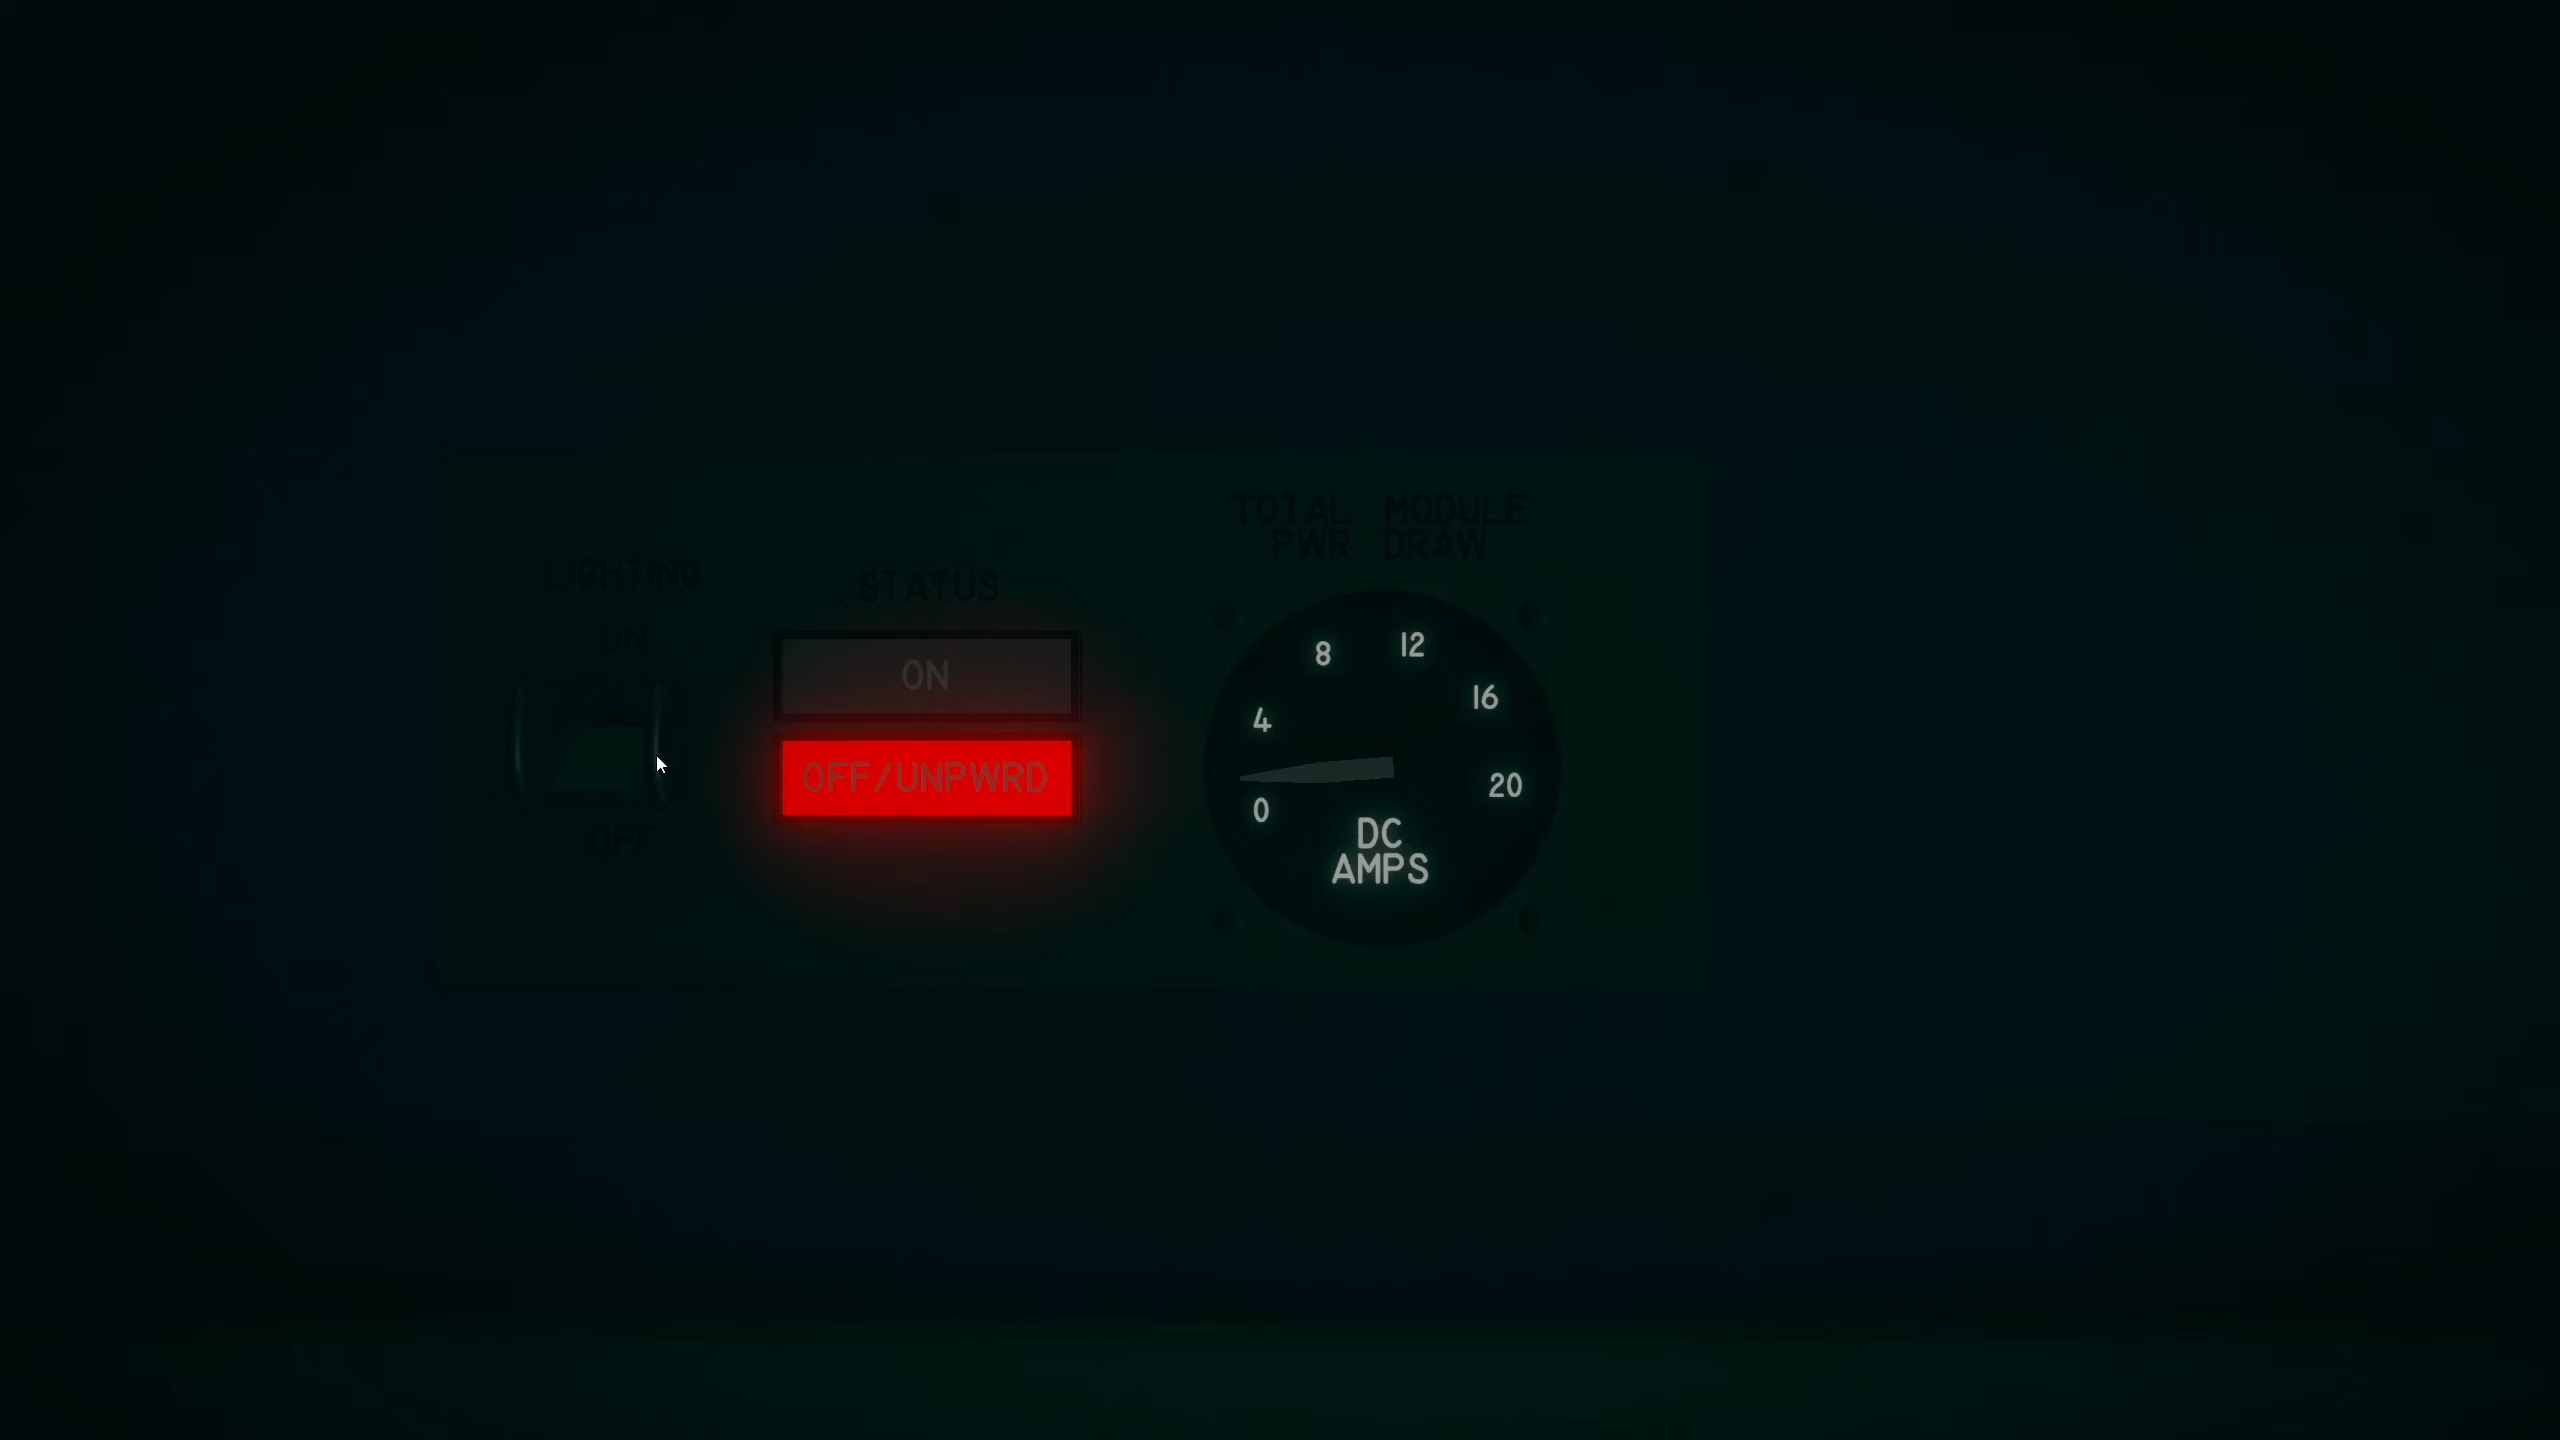 TOTAL MODULE
PWR DRAW
LIGHTING
ON
OFF
STATUS
ON
OFF/UNPWRD
0
4
8
12
16
20
DC
AMPS